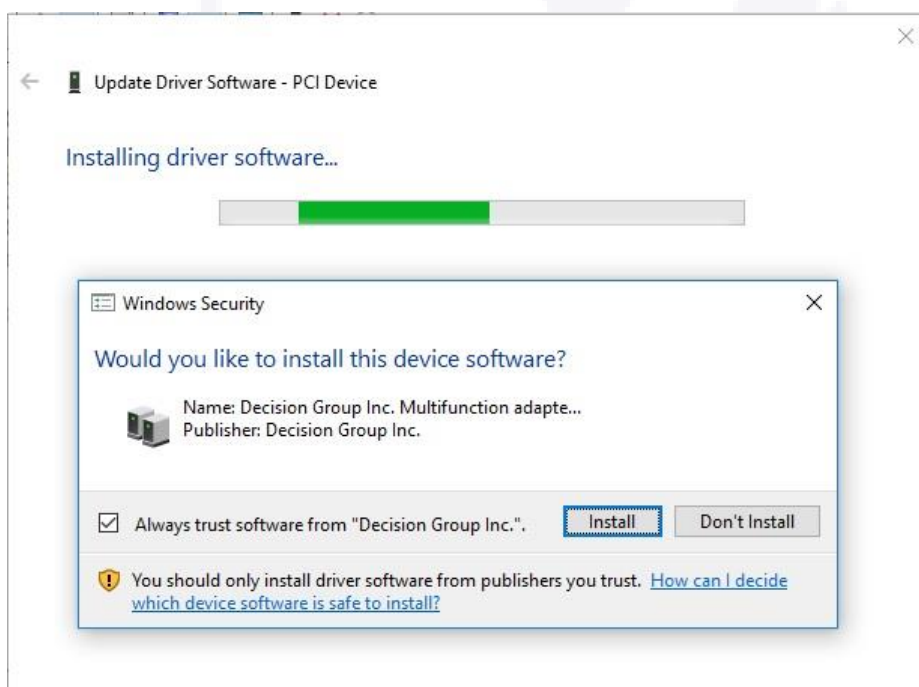 Update Driver Software - PCI Device
Installing driver software...
Windows Security
Would you like to install this device software?
Name: Decision Group Inc. Multifunction adapte...
Publisher: Decision Group Inc.
Always trust software from "Decision Group Inc.".
Install
Don't Install
You should only install driver software from publishers you trust. How can I decide
which device software is safe to install?